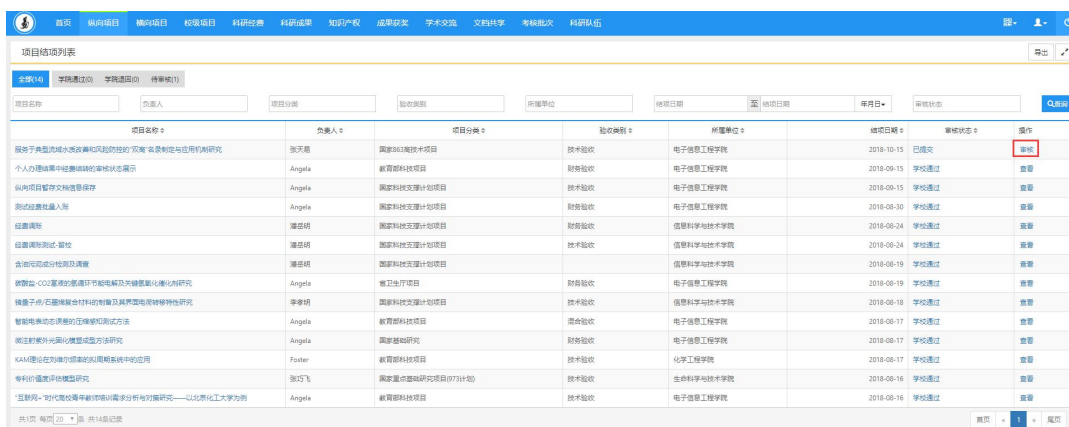 首页 纵向项目 横向项目 校级项目 科研经费 科研成果 知识产权 成果获奖 学术交流 文档共享 考核批次 科研队伍
项目结项列表 导出
全部(14) 学院通过(0) 学院退回(0) 待审核(1)
项目名称 负责人 项目分类 验收类别 所属单位 结项日期 至 结项日期 年月日 审核状态 查询
项目名称 负责人 项目分类 验收类别 所属单位 结项日期 审核状态 操作
服务于典型流域水质改善和风险防控的“双高”名录制定与应用机制研究 张天易 国家863高技术项目 技术验收 电子信息工程学院 2018-10-15 已提交 审核
个人办理结果中经费结转的审核状态展示 Angela 教育部科技项目 财务验收 电子信息工程学院 2018-09-15 学校通过 查看
纵向项目暂存文档信息保存 Angela 国家科技支撑计划项目 技术验收 电子信息工程学院 2018-09-15 学校通过 查看
测试经费批量入账 Angela 国家科技支撑计划项目 财务验收 电子信息工程学院 2018-08-30 学校通过 查看
经费调账 潘岳明 国家科技支撑计划项目 技术验收 信息科学与技术学院 2018-08-24 学校通过 查看
经费调账测试-留校 潘岳明 国家科技支撑计划项目 技术验收 信息科学与技术学院 2018-08-24 学校通过 查看
含油污泥成分检测及调查 潘岳明 国家科技支撑计划项目 信息科学与技术学院 2018-08-19 学校通过 查看
碳酸盐-CO2基液的氢循环节能电解及关键氢氧化催化剂研究 Angela 省卫生厅项目 财务验收 电子信息工程学院 2018-08-19 学校通过 查看
锗量子点/石墨烯复合材料的制备及其界面电荷转移特性研究 李孝明 国家科技支撑计划项目 技术验收 信息科学与技术学院 2018-08-18 学校通过 查看
智能电表动态误差的压缩感知测试方法 Angela 教育部科技项目 混合验收 电子信息工程学院 2018-08-17 学校通过 查看
微注射紫外光固化模塑成型方法研究 Angela 国家基础研究 财务验收 电子信息工程学院 2018-08-17 学校通过 查看
KAM理论在刘维尔频率的拟周期系统中的应用 Foster 教育部科技项目 技术验收 化学工程学院 2018-08-17 学校通过 查看
专利价值度评估模型研究 张巧飞 国家重点基础研究项目(973计划) 技术验收 生命科学与技术学院 2018-08-16 学校通过 查看
“互联网+”时代高校青年教师培训需求分析与对策研究——以北京化工大学为例 Angela 教育部科技项目 技术验收 电子信息工程学院 2018-08-16 学校通过 查看
共1页 每页 20 条 共14条记录 首页 « 1 » 尾页